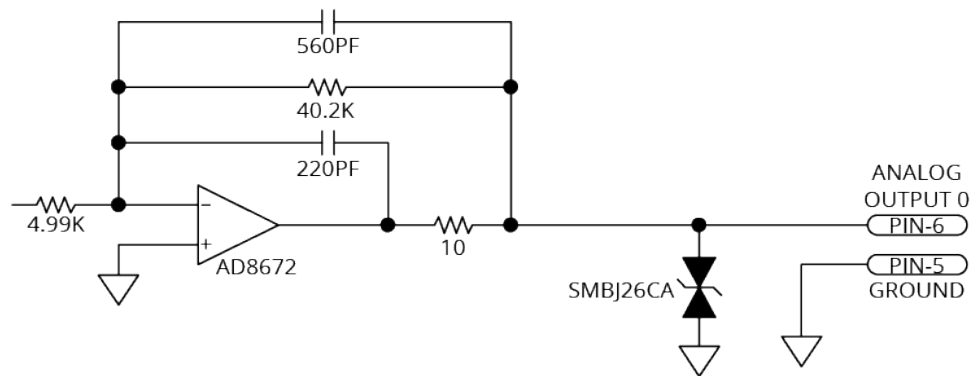 560PF
40.2K
220PF
4.99K
−
+
AD8672
10
SMBJ26CA
ANALOG
OUTPUT 0
PIN-6
PIN-5
GROUND